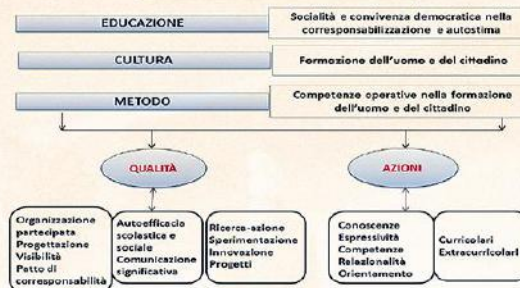 EDUCAZIONE
Socialità e convivenza democratica nella
corresponsabilizzazione e autostima
CULTURA
Formazione dell'uomo e del cittadino
METODO
Competenze operative nella formazione
dell'uomo e del cittadino
QUALITÀ
AZIONI
Organizzazione
partecipata
Progettazione
Visibilità
Patto di
corresponsabilità
Autoefficacia
scolastica e
sociale
Comunicazione
significativa
Ricerca-azione
Sperimentazione
Innovazione
Progetti
Conoscenze
Espressività
Competenze
Relazionalità
Orientamento
Curricolari
Extracurricolari